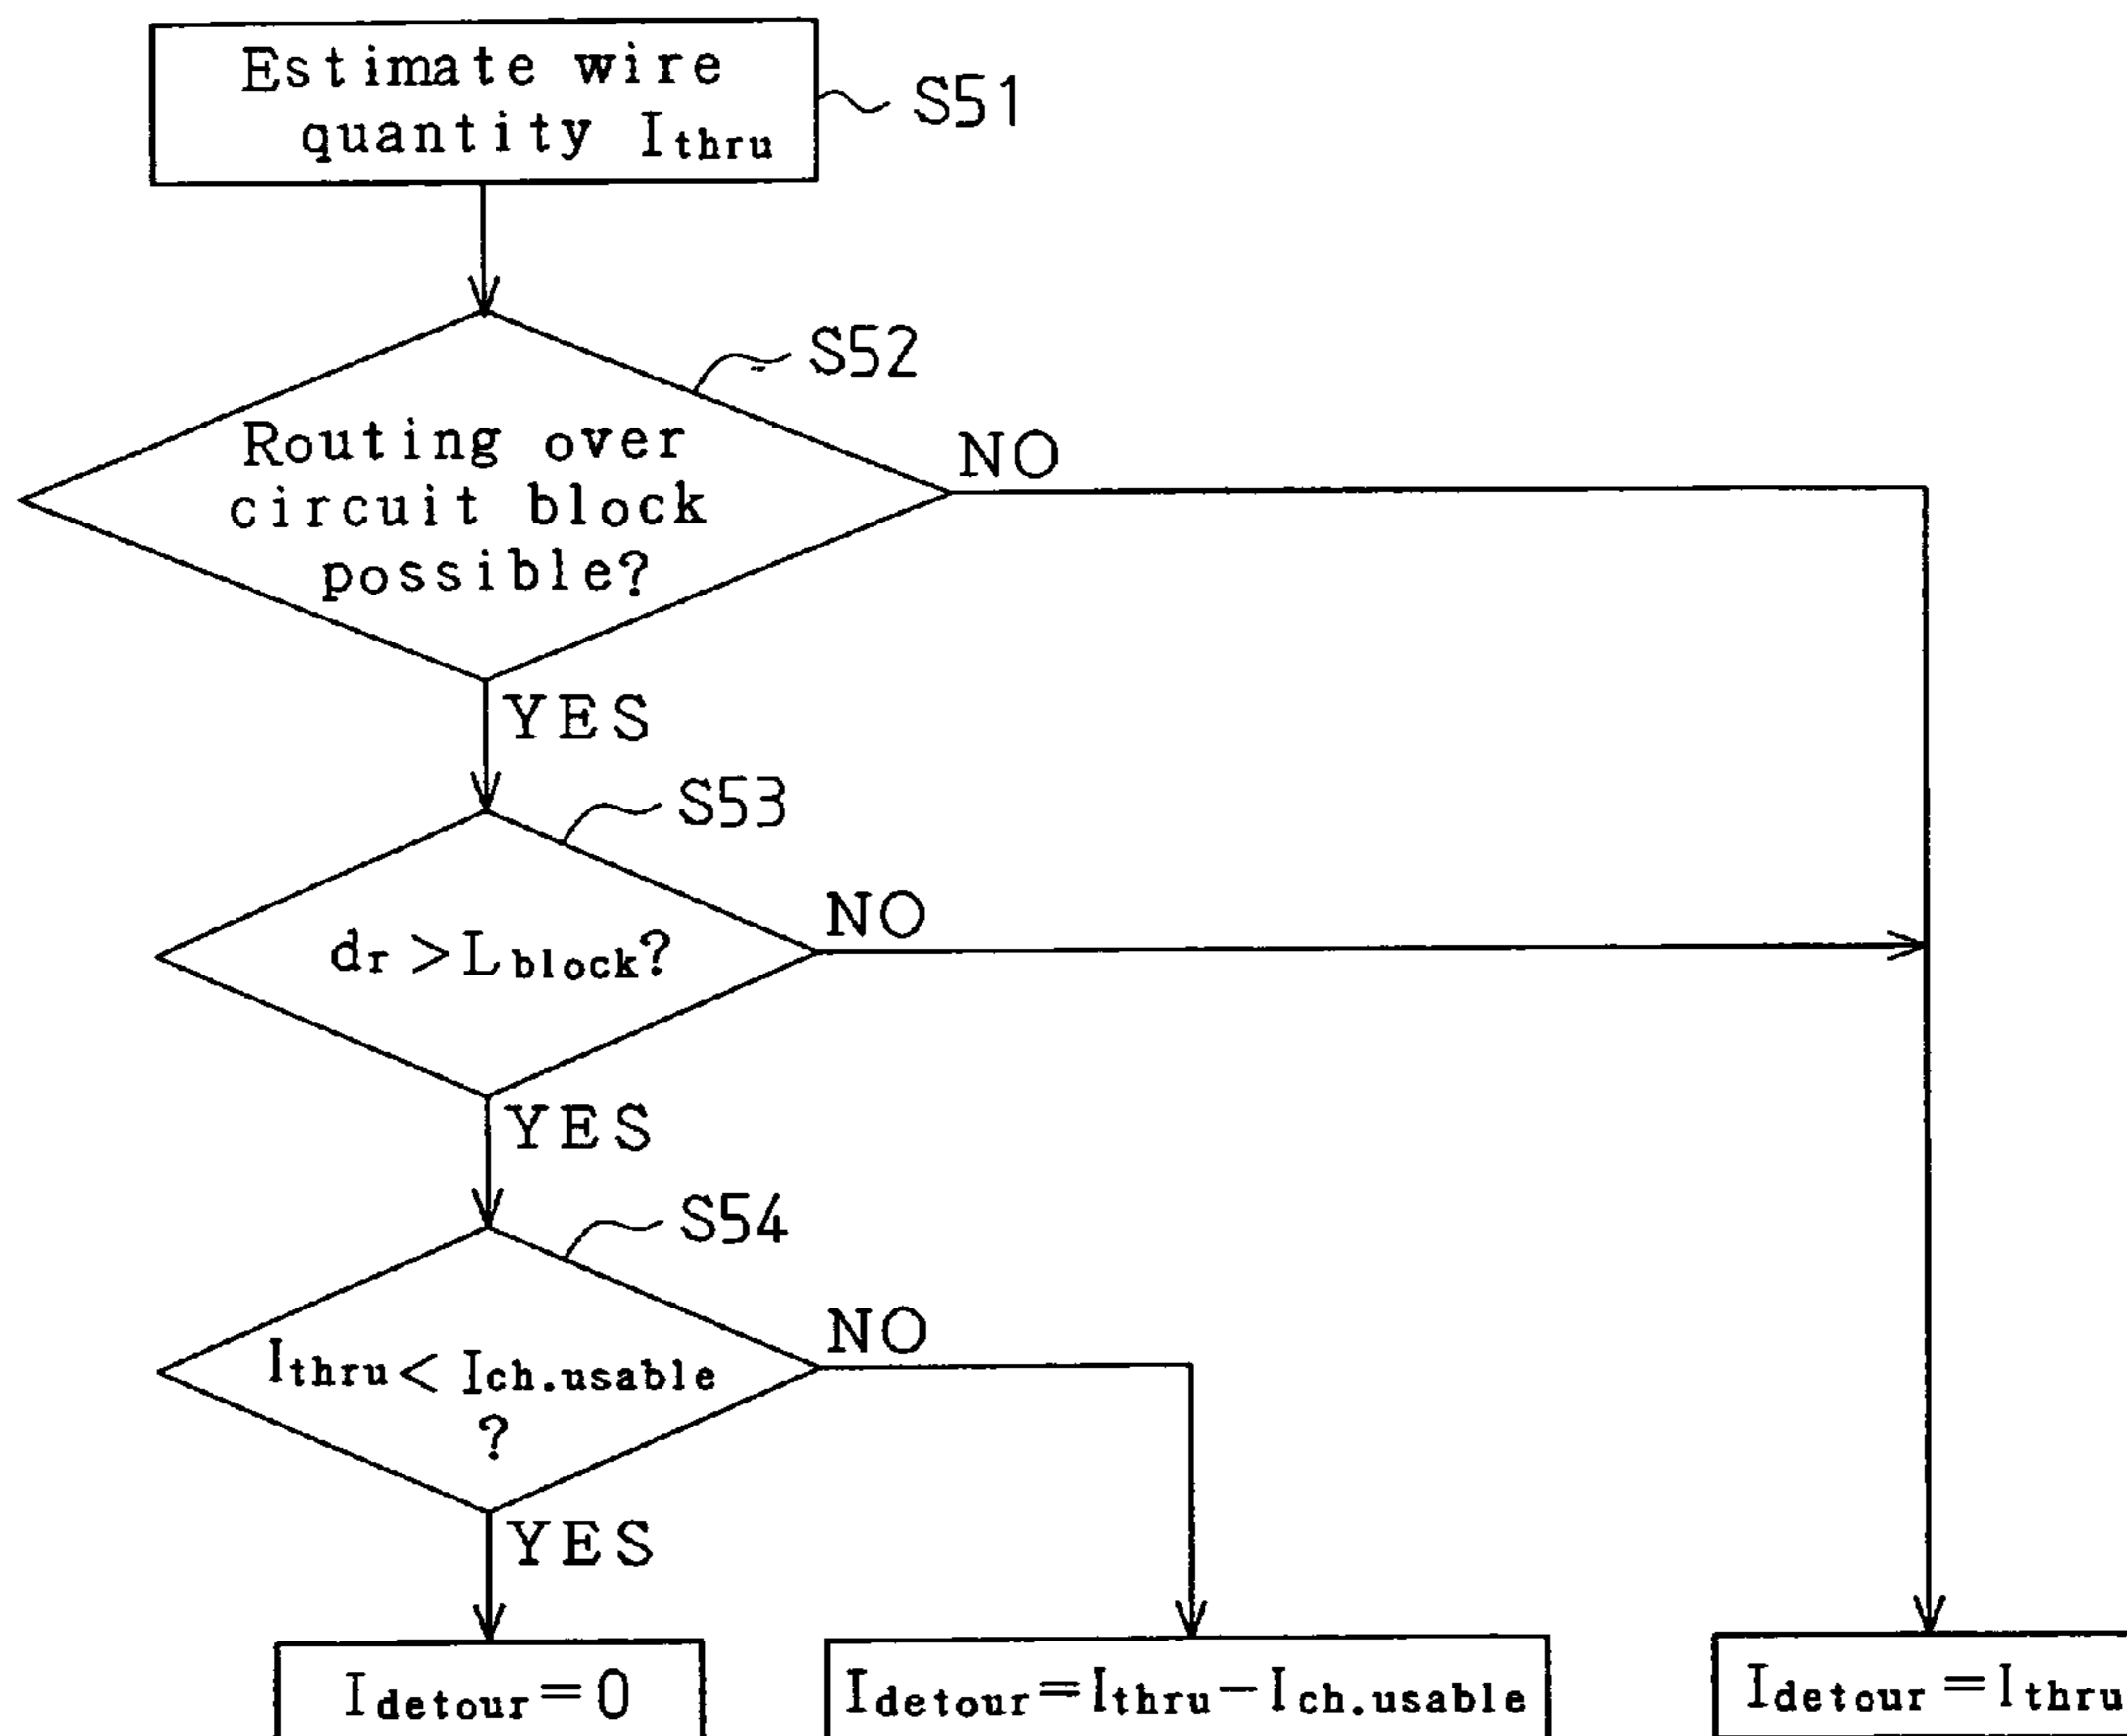 Estimate wire
quantity Ithru
S51
S52
Routing over
circuit block
possible?
NO
YES
S53
dr > Lblock?
NO
YES
S54
Ithru < Ich.usable
?
NO
YES
Idetour = 0
Idetour = Ithru − Ich.usable
Idetour = Ithru